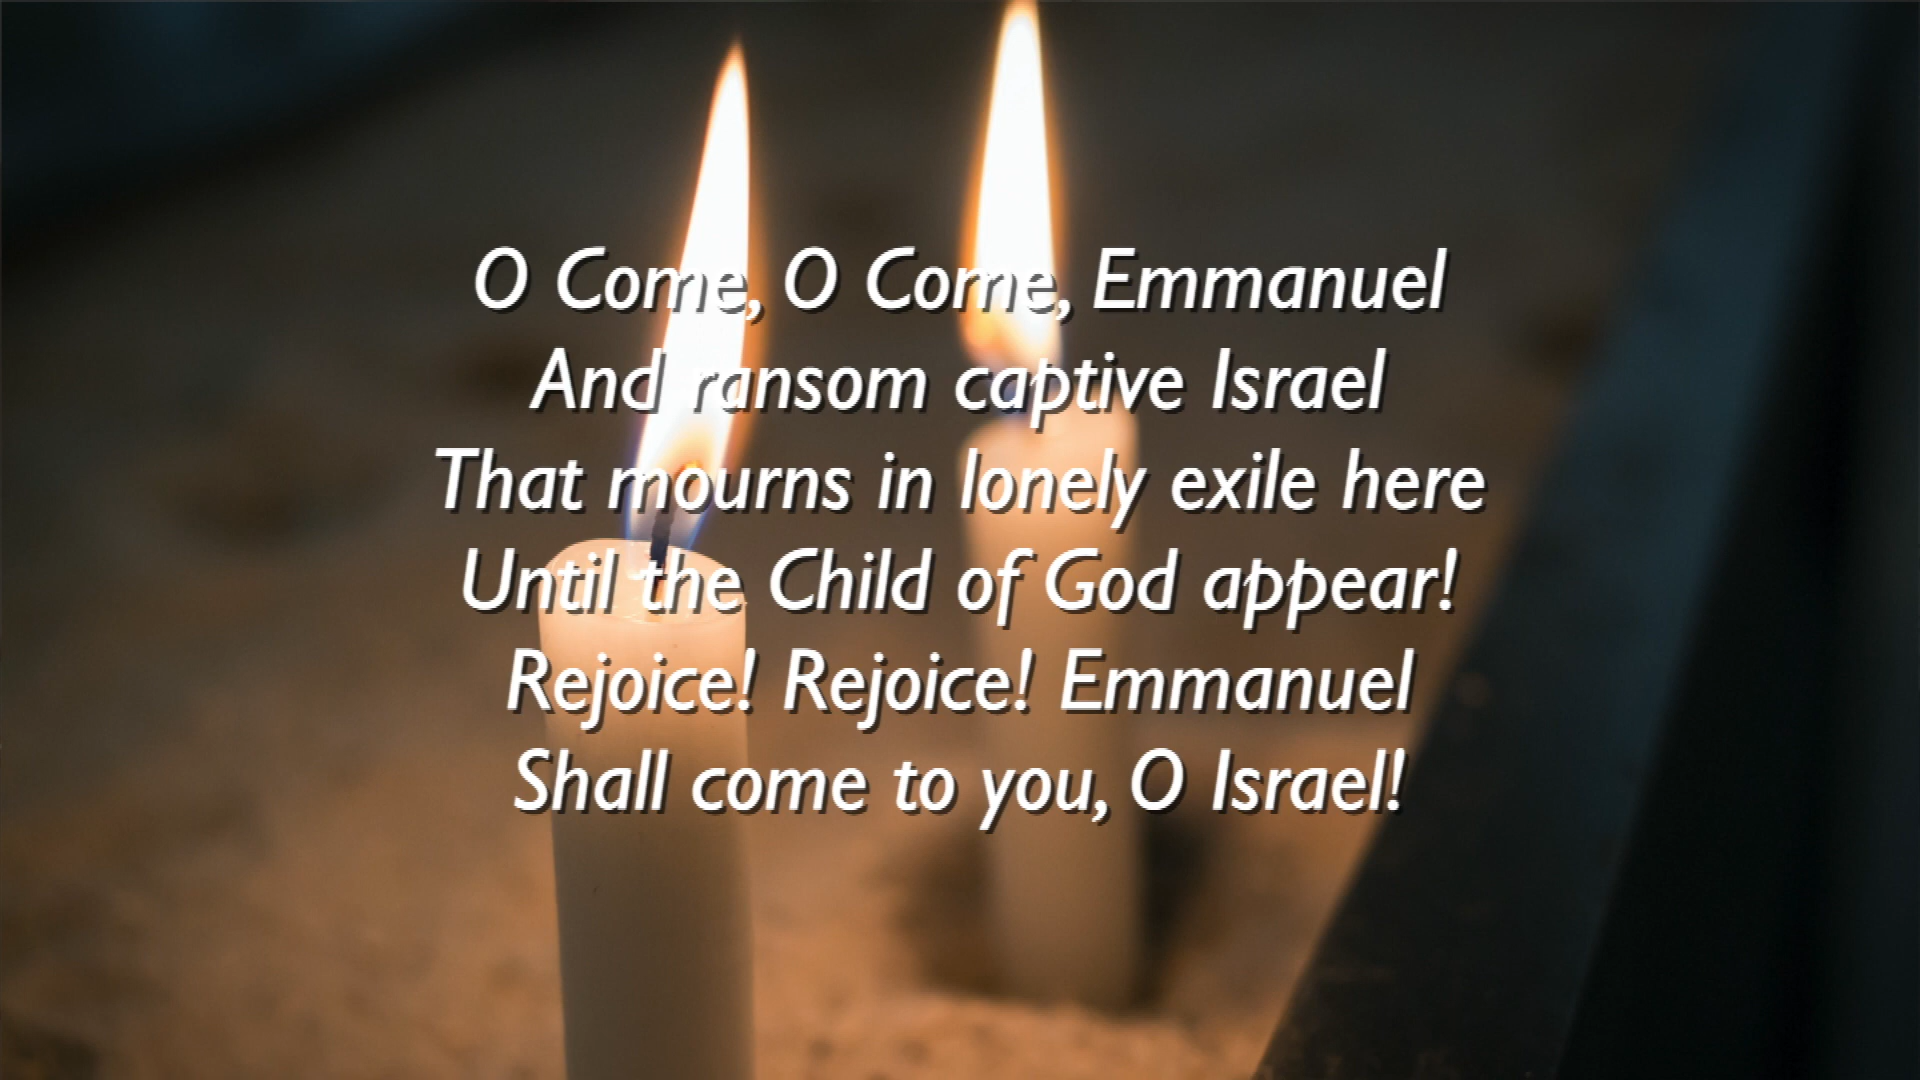 O Come, O Come, Emmanuel
And ransom captive Israel
That mourns in lonely exile here
Until the Child of God appear!
Rejoice! Rejoice! Emmanuel
Shall come to you, O Israel!